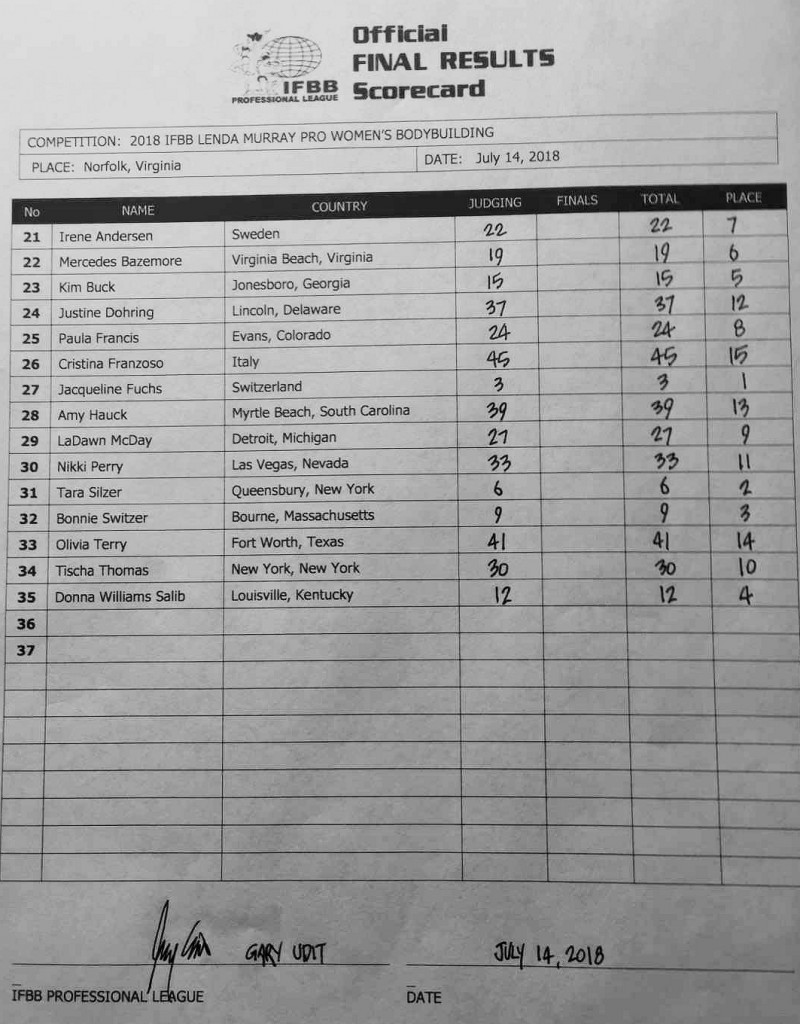 Official
FINAL RESULTS
Scorecard
IFBB
PROFESSIONAL LEAGUE
COMPETITION: 2018 IFBB LENDA MURRAY PRO WOMEN'S BODYBUILDING
PLACE: Norfolk, Virginia DATE: July 14, 2018
No NAME COUNTRY JUDGING FINALS TOTAL PLACE
21 Irene Andersen Sweden 22 22 7
22 Mercedes Bazemore Virginia Beach, Virginia 19 19 6
23 Kim Buck Jonesboro, Georgia 15 15 5
24 Justine Dohring Lincoln, Delaware 37 37 12
25 Paula Francis Evans, Colorado 24 24 8
26 Cristina Franzoso Italy 45 45 15
27 Jacqueline Fuchs Switzerland 3 3 1
28 Amy Hauck Myrtle Beach, South Carolina 39 39 13
29 LaDawn McDay Detroit, Michigan 27 27 9
30 Nikki Perry Las Vegas, Nevada 33 33 11
31 Tara Silzer Queensbury, New York 6 6 2
32 Bonnie Switzer Bourne, Massachusetts 9 9 3
33 Olivia Terry Fort Worth, Texas 41 41 14
34 Tischa Thomas New York, New York 30 30 10
35 Donna Williams Salib Louisville, Kentucky 12 12 4
36
37
GARY UDIT JULY 14, 2018
IFBB PROFESSIONAL LEAGUE DATE